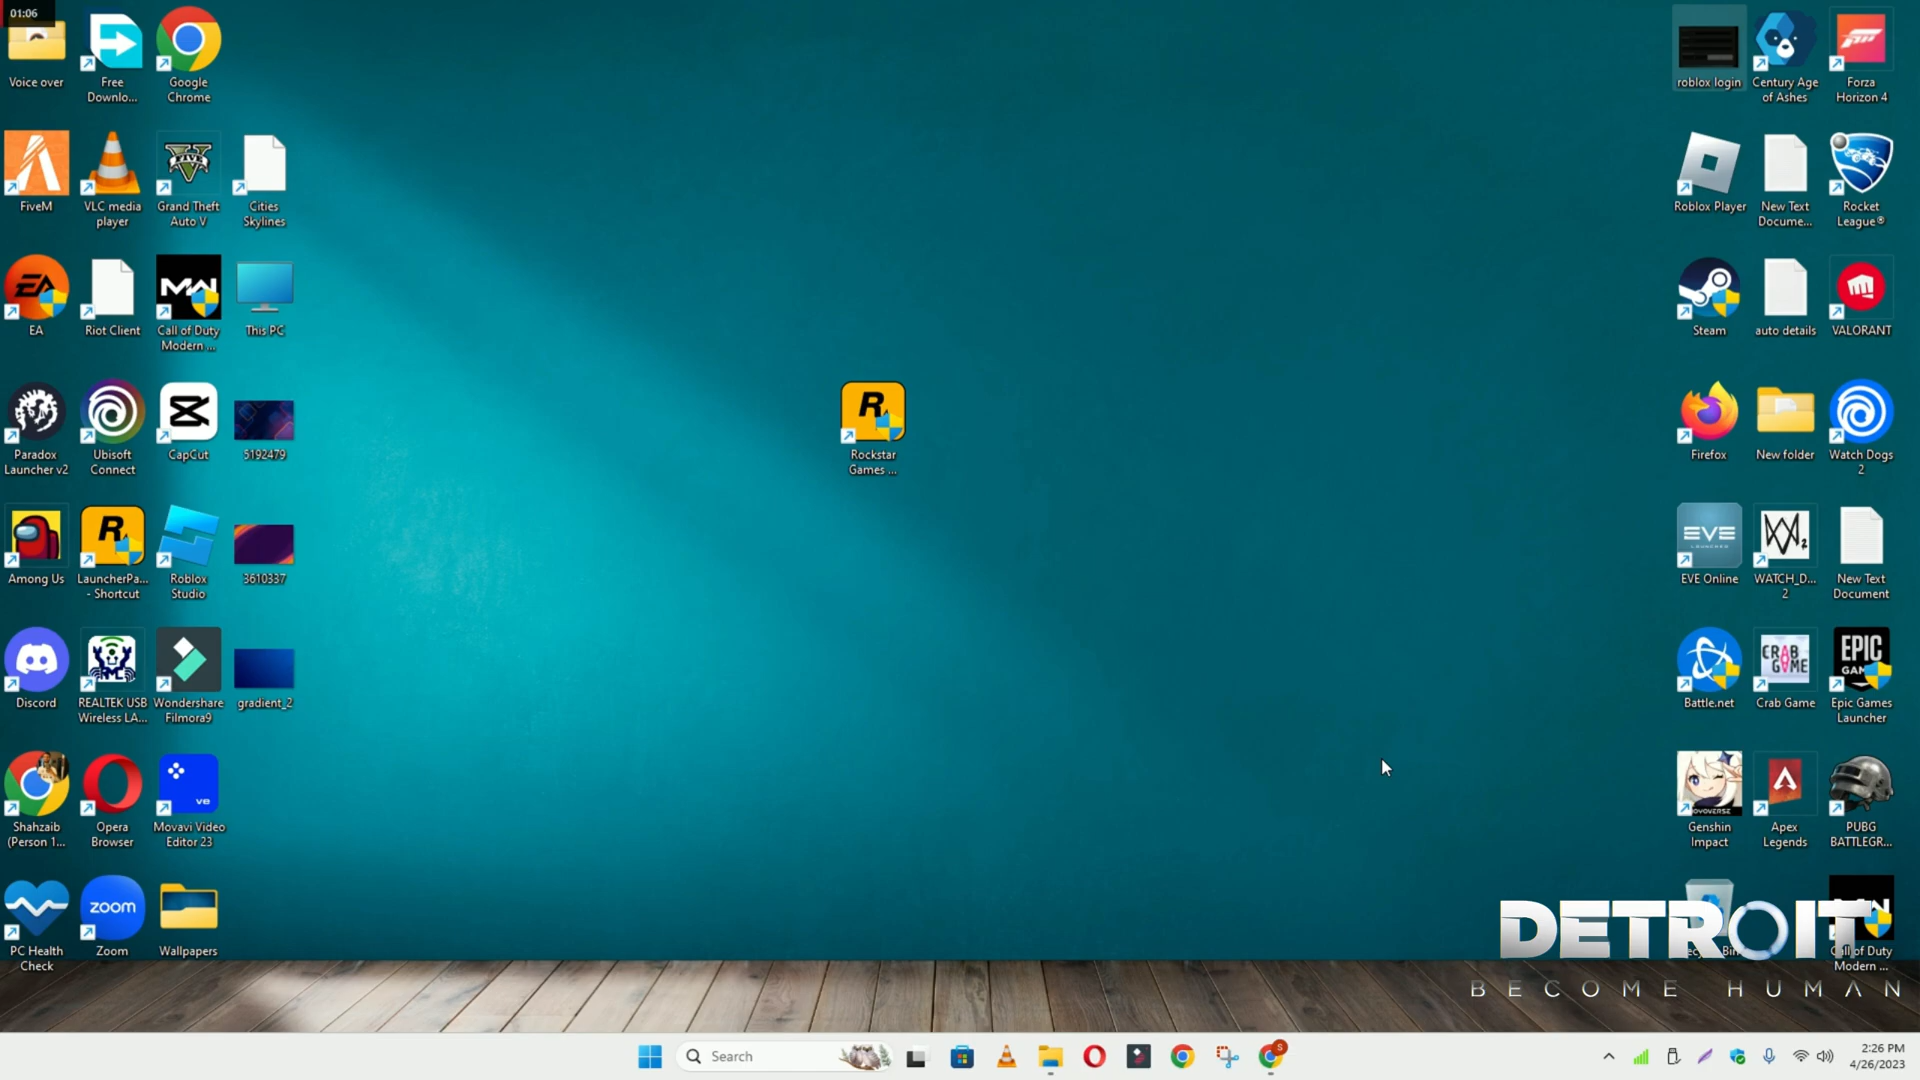 01:06
Voice over
Free
Downlo...
Google
Chrome
FiveM
VLC media
player
Grand Theft
Auto V
Cities
Skylines
EA
Riot Client
Call of Duty
Modern ...
This PC
Paradox
Launcher v2
Ubisoft
Connect
CapCut
5192479
Among Us
LauncherPa...
- Shortcut
Roblox
Studio
3610337
Discord
REALTEK USB
Wireless LA...
Wondershare
Filmora9
gradient_2
Shahzaib
(Person 1...
Opera
Browser
Movavi Video
Editor 23
PC Health
Check
zoom
Zoom
Wallpapers
Rockstar
Games ...
roblox login
Century Age
of Ashes
Forza
Horizon 4
Roblox Player
New Text
Docume...
Rocket
League®
Steam
auto details
VALORANT
Firefox
New folder
Watch Dogs
2
EVE
EVE Online
WATCH_D...
2
New Text
Document
Battle.net
CRAB
GAME
Crab Game
EPIC
GAM
Epic Games
Launcher
Genshin
Impact
Apex
Legends
PUBG
BATTLEGR...
Call of Duty
Modern ...
DETROIT
BECOME HUMAN
Search
2:26 PM
4/26/2023